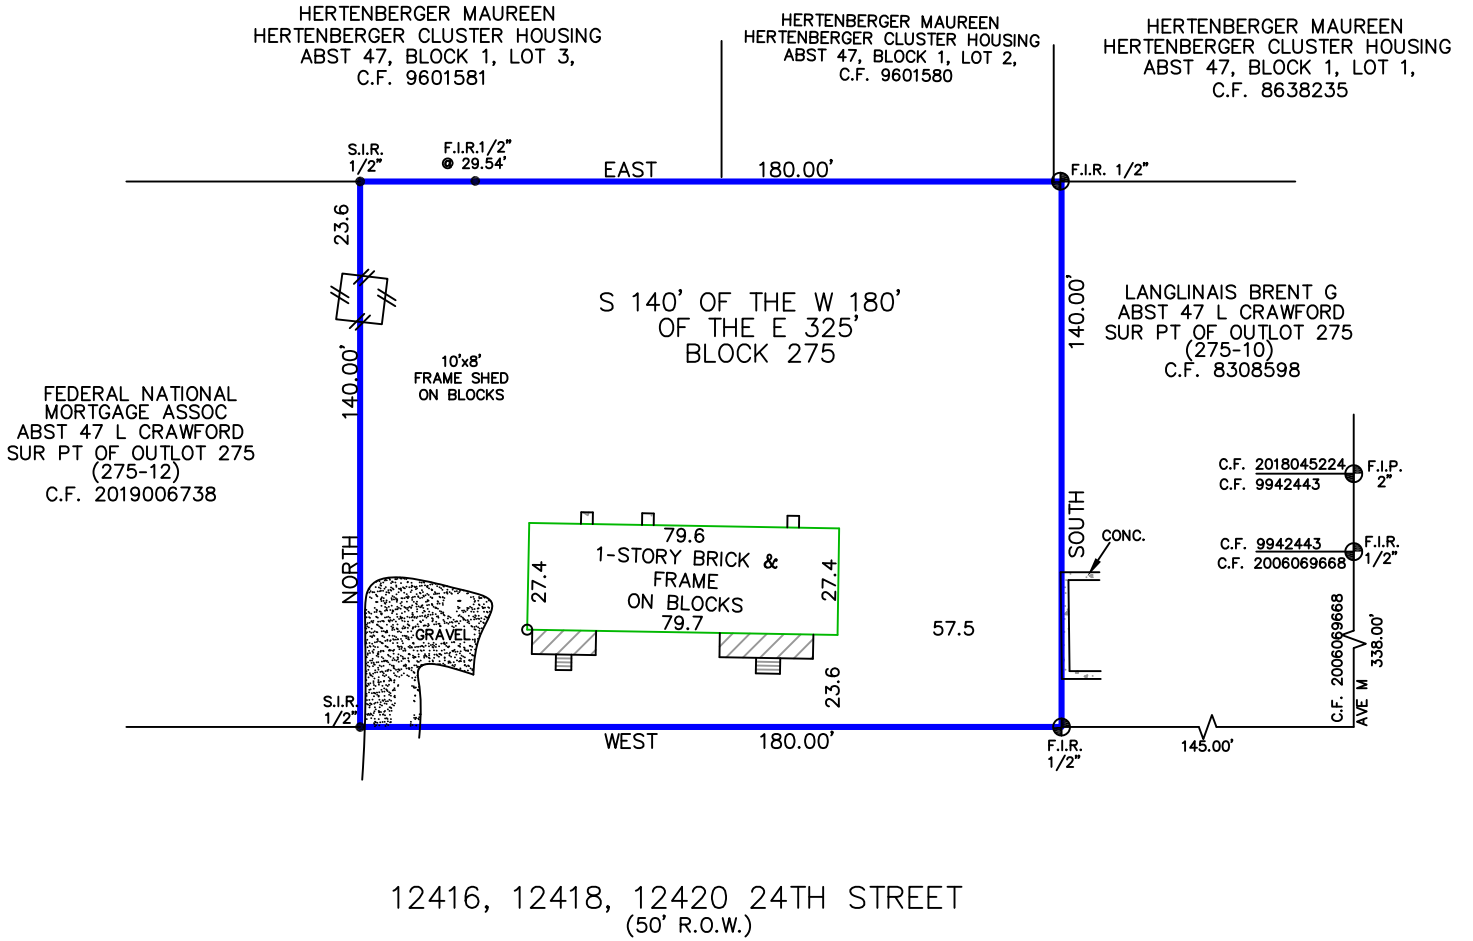 HERTENBERGER MAUREEN
HERTENBERGER CLUSTER HOUSING
ABST 47, BLOCK 1, LOT 3,
C.F. 9601581
HERTENBERGER MAUREEN
HERTENBERGER CLUSTER HOUSING
ABST 47, BLOCK 1, LOT 2,
C.F. 9601580
HERTENBERGER MAUREEN
HERTENBERGER CLUSTER HOUSING
ABST 47, BLOCK 1, LOT 1,
C.F. 8638235
S.I.R.
1/2"
F.I.R.1/2"
@ 29.54'
EAST 180.00'
F.I.R. 1/2"
23.6
140.00'
NORTH
S 140' OF THE W 180'
OF THE E 325'
BLOCK 275
10'x8'
FRAME SHED
ON BLOCKS
140.00'
SOUTH
LANGLINAIS BRENT G
ABST 47 L CRAWFORD
SUR PT OF OUTLOT 275
(275-10)
C.F. 8308598
FEDERAL NATIONAL
MORTGAGE ASSOC
ABST 47 L CRAWFORD
SUR PT OF OUTLOT 275
(275-12)
C.F. 2019006738
C.F. 2018045224
C.F. 9942443
F.I.P.
2"
C.F. 9942443
C.F. 2006069668
F.I.R.
1/2"
CONC.
79.6
1-STORY BRICK &
FRAME
ON BLOCKS
79.7
27.4
27.4
GRAVEL
57.5
23.6
C.F. 2006069668
AVE M
338.00'
S.I.R.
1/2"
WEST 180.00'
F.I.R.
1/2"
145.00'
12416, 12418, 12420 24TH STREET
(50' R.O.W.)